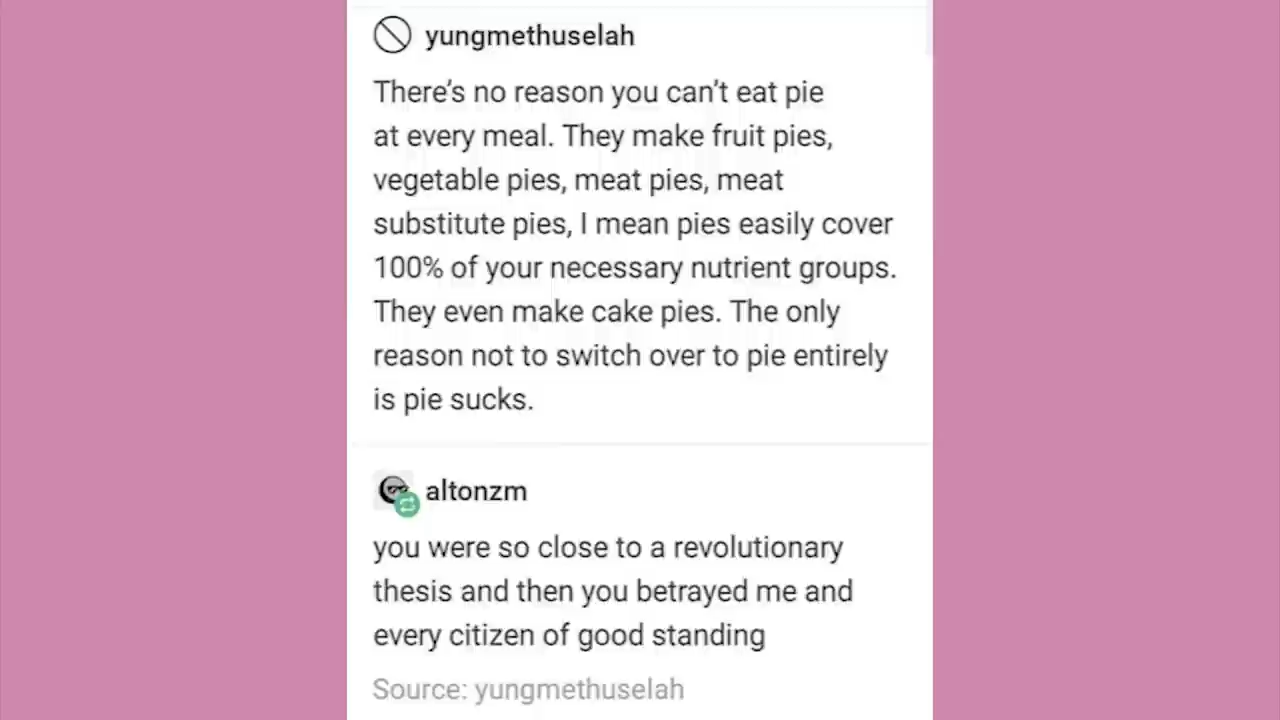 yungmethuselah
There's no reason you can't eat pie
at every meal. They make fruit pies,
vegetable pies, meat pies, meat
substitute pies, I mean pies easily cover
100% of your necessary nutrient groups.
They even make cake pies. The only
reason not to switch over to pie entirely
is pie sucks.
altonzm
you were so close to a revolutionary
thesis and then you betrayed me and
every citizen of good standing
Source: yungmethuselah